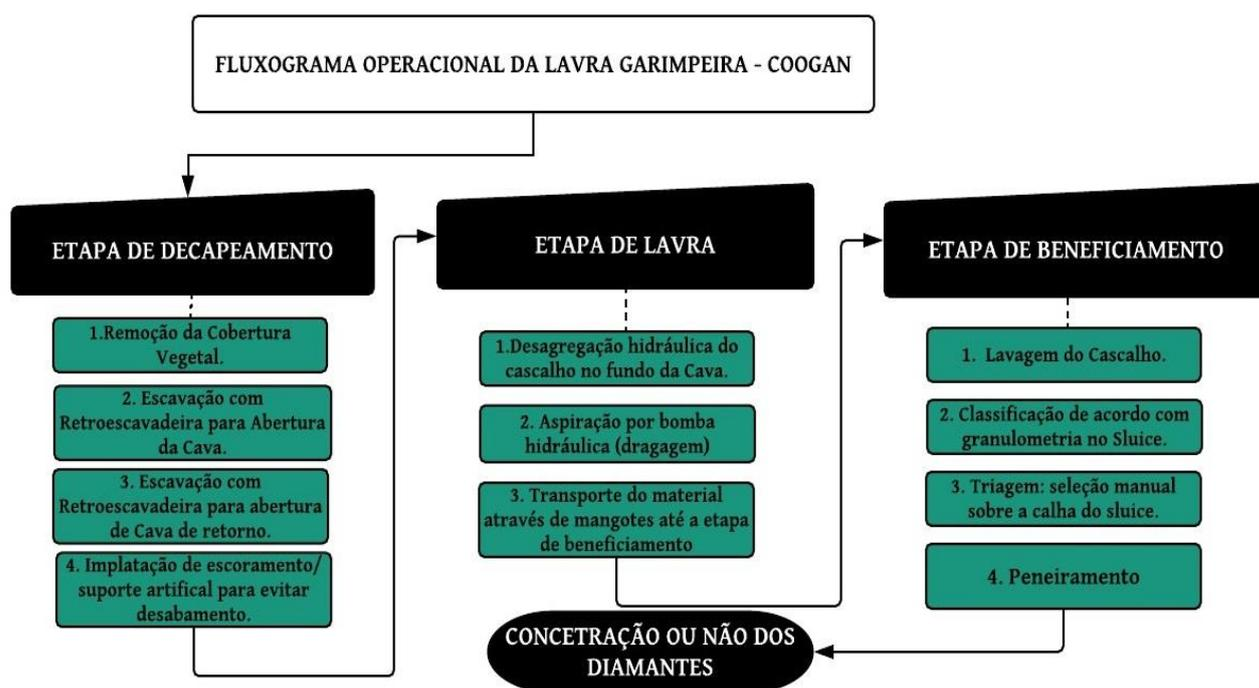 FLUXOGRAMA OPERACIONAL DA LAVRA GARIMPEIRA - COOGAN
ETAPA DE DECAPEAMENTO
1.Remoção da Cobertura
Vegetal.
2. Escavação com
Retroescavadeira para Abertura
da Cava.
3. Escavação com
Retroescavadeira para abertura
de Cava de retorno.
4. Implatação de escoramento/
suporte artifical para evitar
desabamento.
ETAPA DE LAVRA
1.Desagregação hidráulica do
cascalho no fundo da Cava.
2. Aspiração por bomba
hidráulica (dragagem)
3. Transporte do material
através de mangotes até a etapa
de beneficiamento
ETAPA DE BENEFICIAMENTO
1. Lavagem do Cascalho.
2. Classificação de acordo com
granulometria no Sluice.
3. Triagem: seleção manual
sobre a calha do sluice.
4. Peneiramento
CONCETRAÇÃO OU NÃO DOS
DIAMANTES